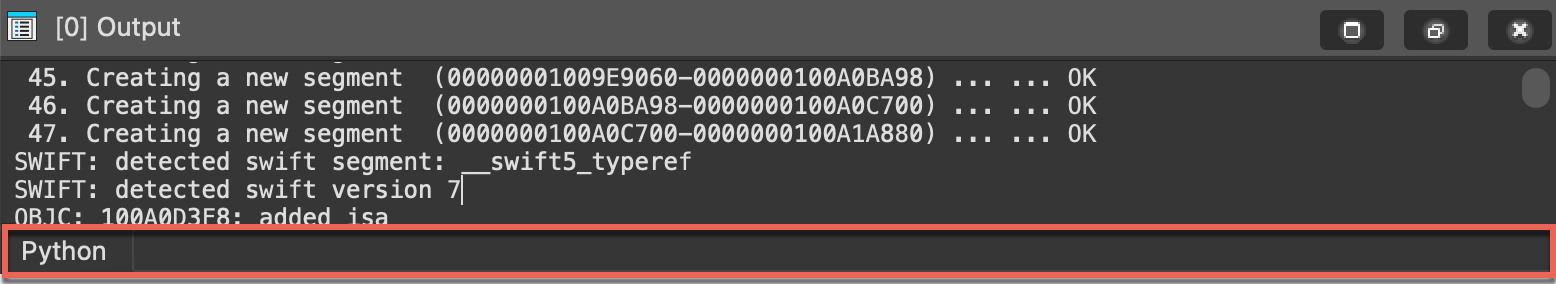 [0] Output
45. Creating a new segment  (00000001009E9060-0000000100A0BA98) ... ... OK
46. Creating a new segment  (0000000100A0BA98-0000000100A0C700) ... ... OK
47. Creating a new segment  (0000000100A0C700-0000000100A1A880) ... ... OK
SWIFT: detected swift segment: __swift5_typeref
SWIFT: detected swift version 7
OBJC: 100A0D3F8: added isa
Python